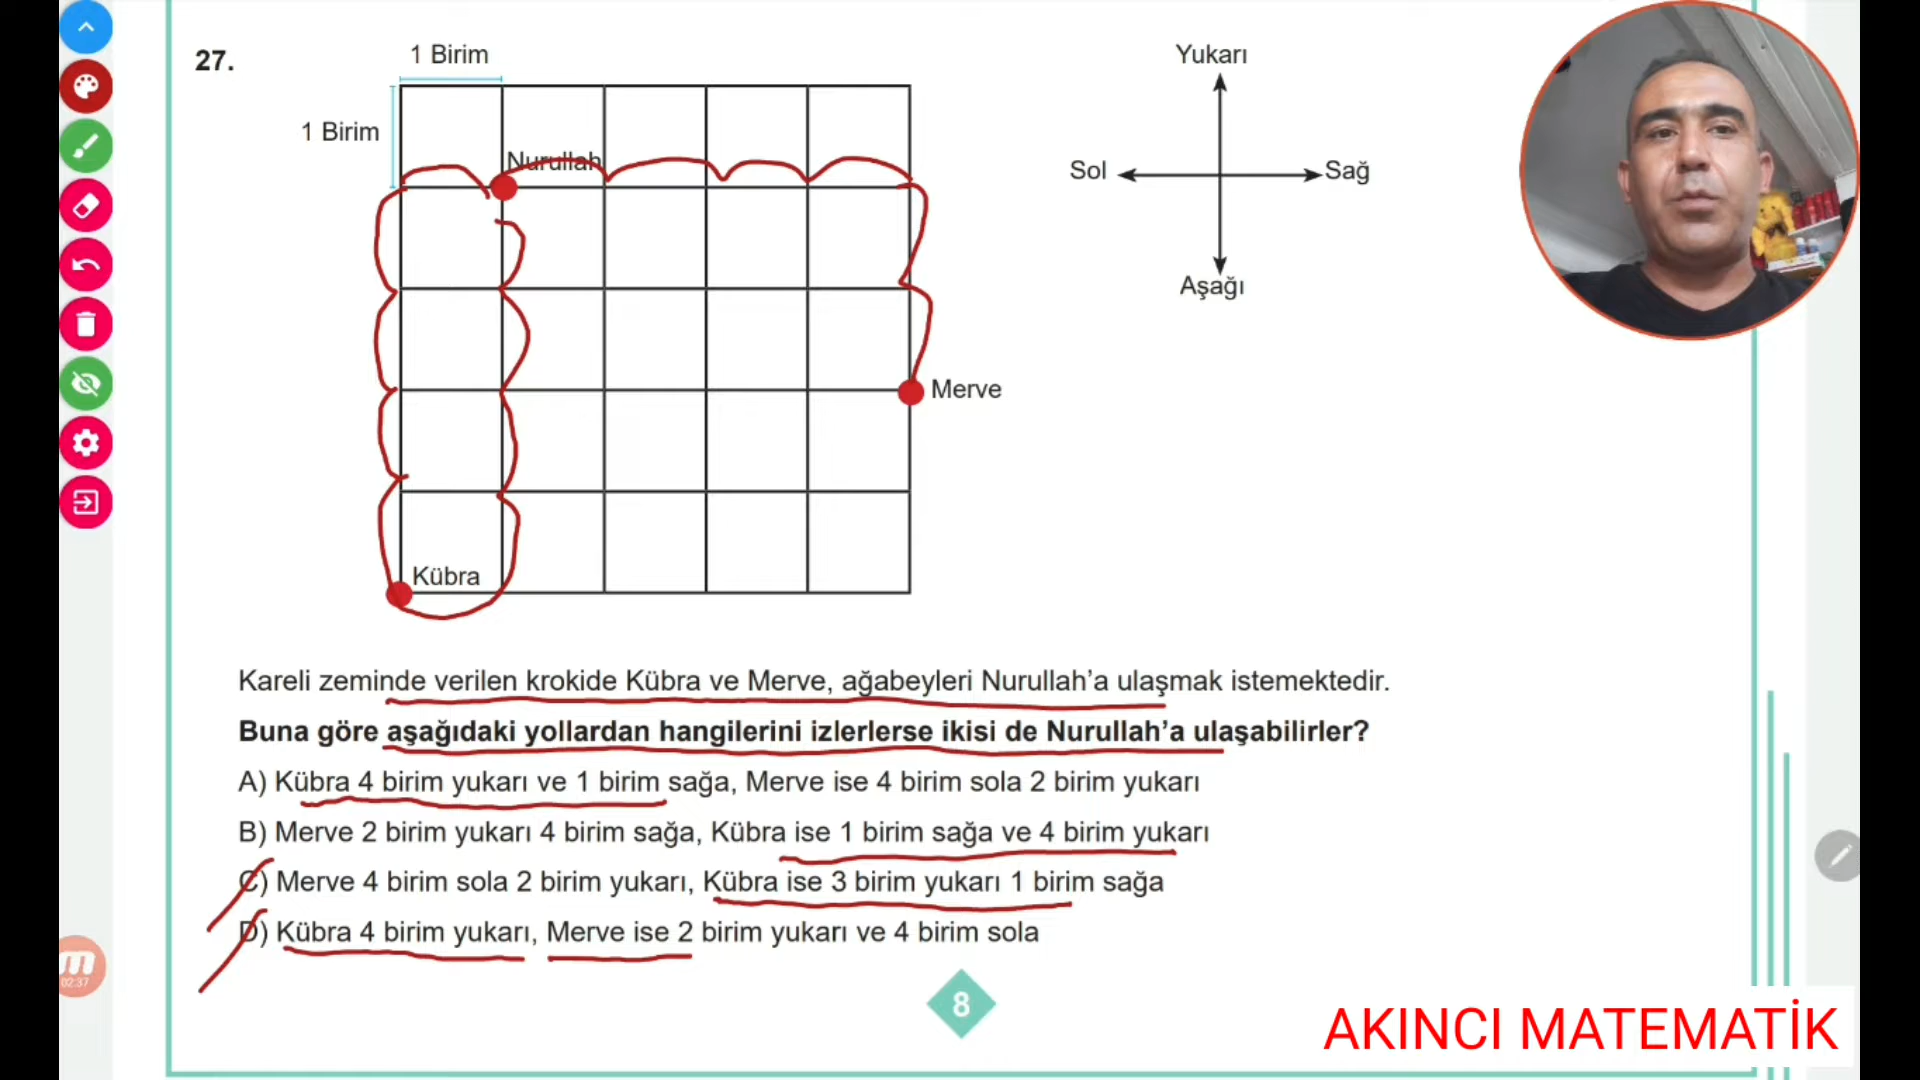 27.
1 Birim
Yukarı
1 Birim
Nurullah
Sol
Sağ
Aşağı
Merve
Kübra
Kareli zeminde verilen krokide Kübra ve Merve, ağabeyleri Nurullah’a ulaşmak istemektedir.
Buna göre aşağıdaki yollardan hangilerini izlerlerse ikisi de Nurullah’a ulaşabilirler?
A) Kübra 4 birim yukarı ve 1 birim sağa, Merve ise 4 birim sola 2 birim yukarı
B) Merve 2 birim yukarı 4 birim sağa, Kübra ise 1 birim sağa ve 4 birim yukarı
C) Merve 4 birim sola 2 birim yukarı, Kübra ise 3 birim yukarı 1 birim sağa
D) Kübra 4 birim yukarı, Merve ise 2 birim yukarı ve 4 birim sola
02:37
8
AKINCI MATEMATİK